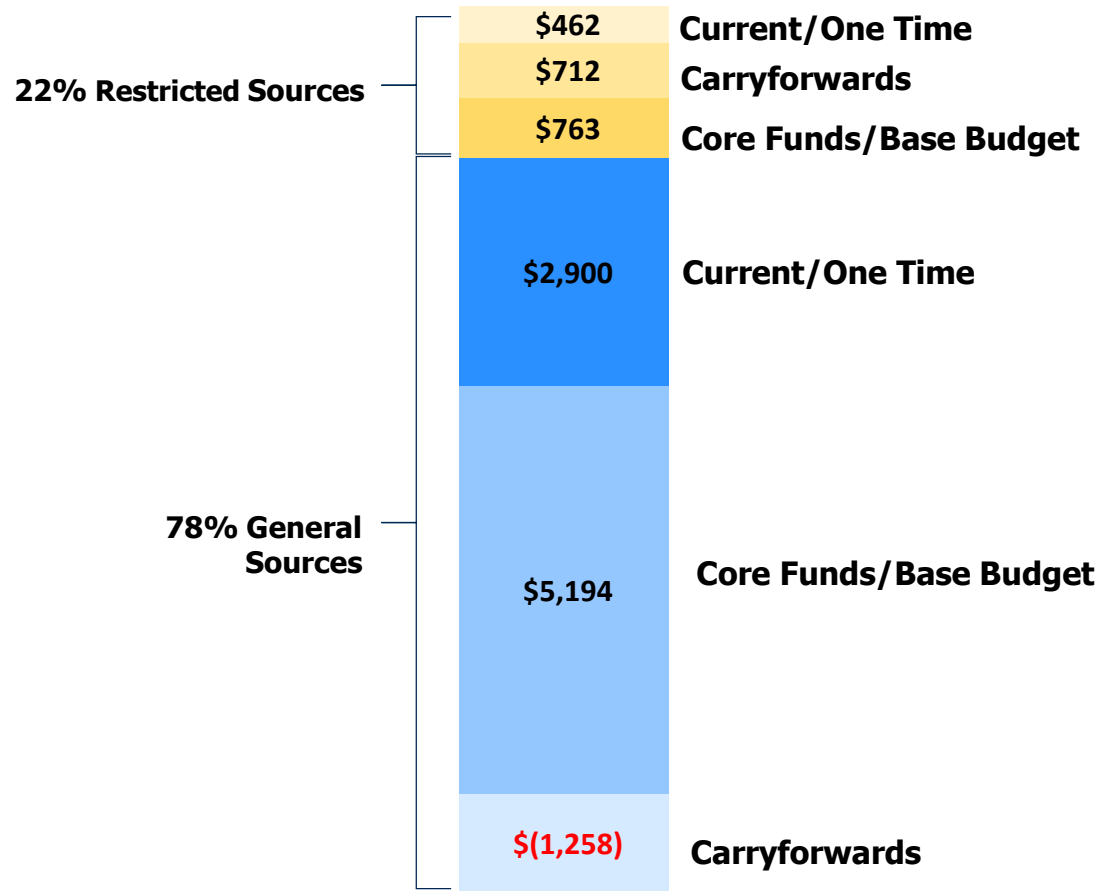 $462 Current/One Time
$712 Carryforwards
22% Restricted Sources
$763 Core Funds/Base Budget
$2,900 Current/One Time
78% General
Sources
$5,194 Core Funds/Base Budget
$(1,258) Carryforwards